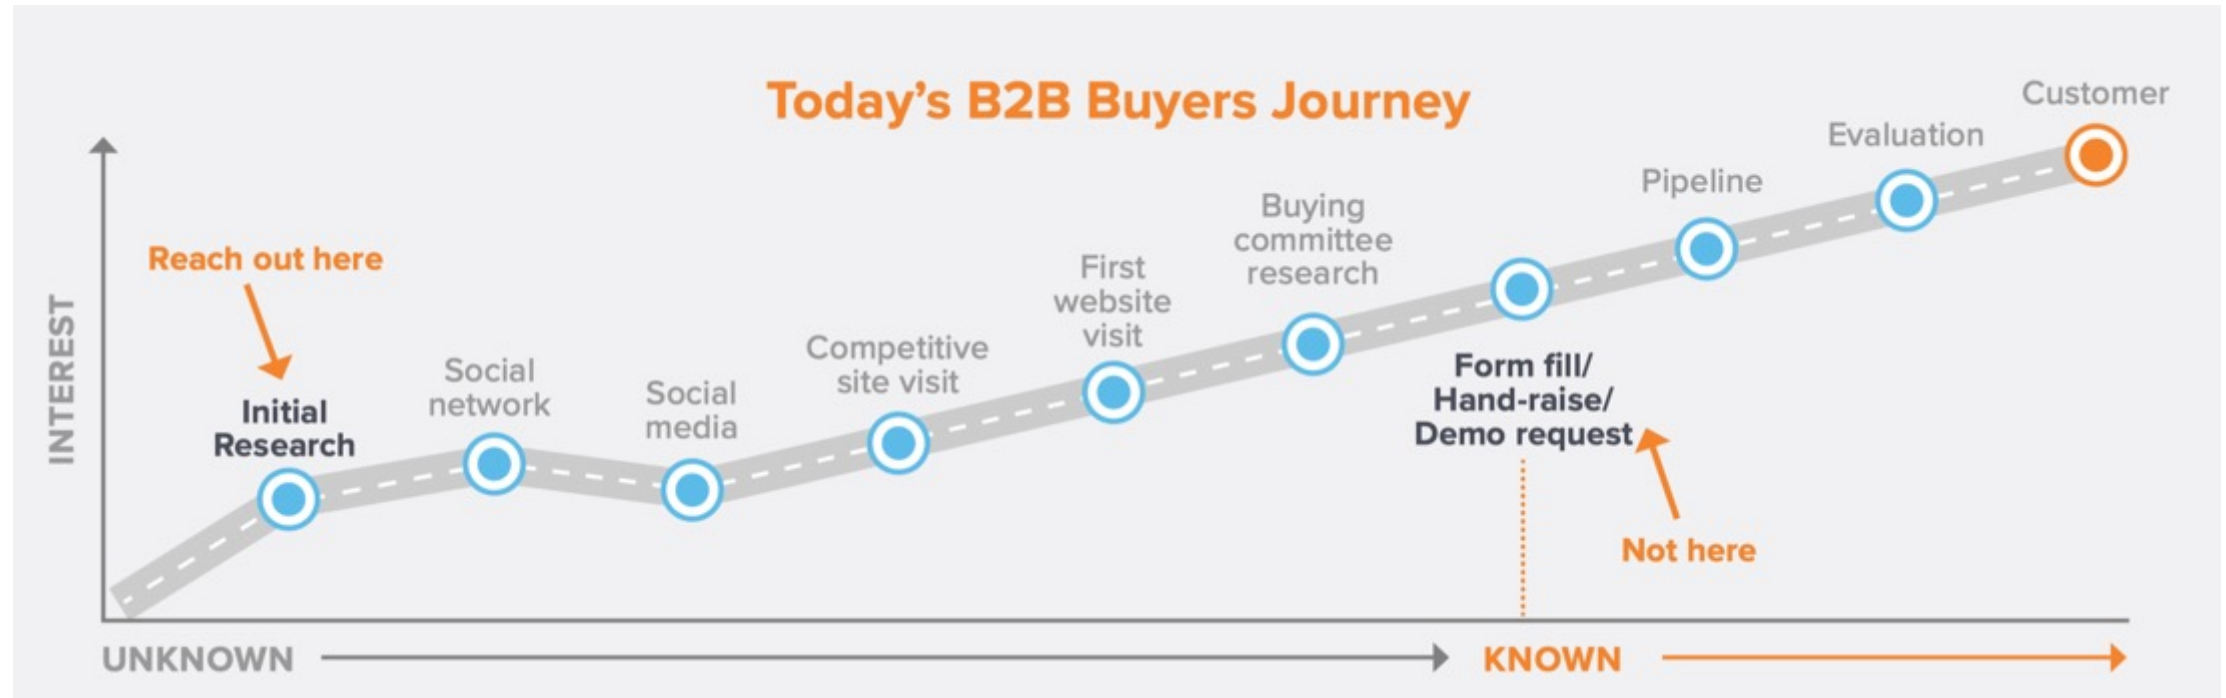 Today's B2B Buyers Journey
Customer
Evaluation
Pipeline
Buying
committee
research
First
website
visit
Reach out here
INTEREST
Competitive
site visit
Social
network
Social
media
Initial
Research
Form fill/
Hand-raise/
Demo request
Not here
UNKNOWN
KNOWN